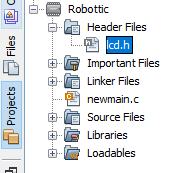 Robottic
Header Files
lcd.h
Important Files
Linker Files
newmain.c
Source Files
Libraries
Loadables
Files
Projects